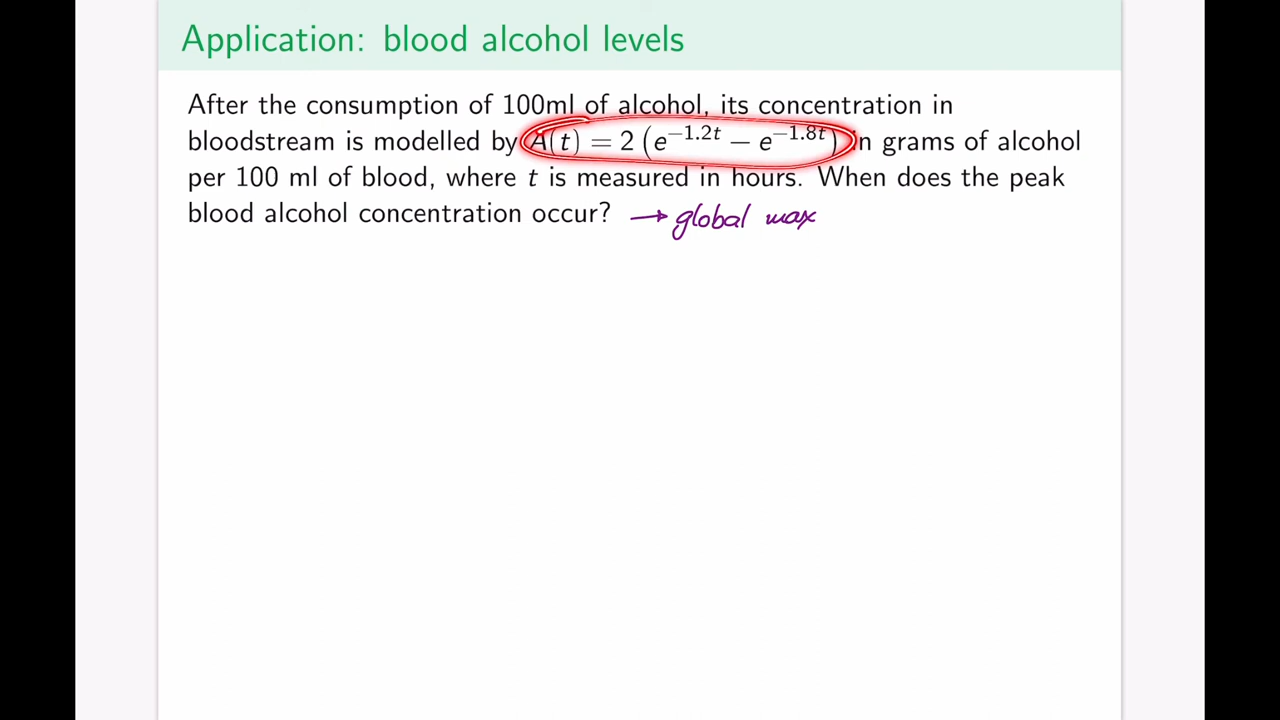 Application: blood alcohol levels
After the consumption of 100ml of alcohol, its concentration in
bloodstream is modelled by A(t) = 2 (e^{−1.2t} − e^{−1.8t}) in grams of alcohol
per 100 ml of blood, where t is measured in hours. When does the peak
blood alcohol concentration occur? → global max